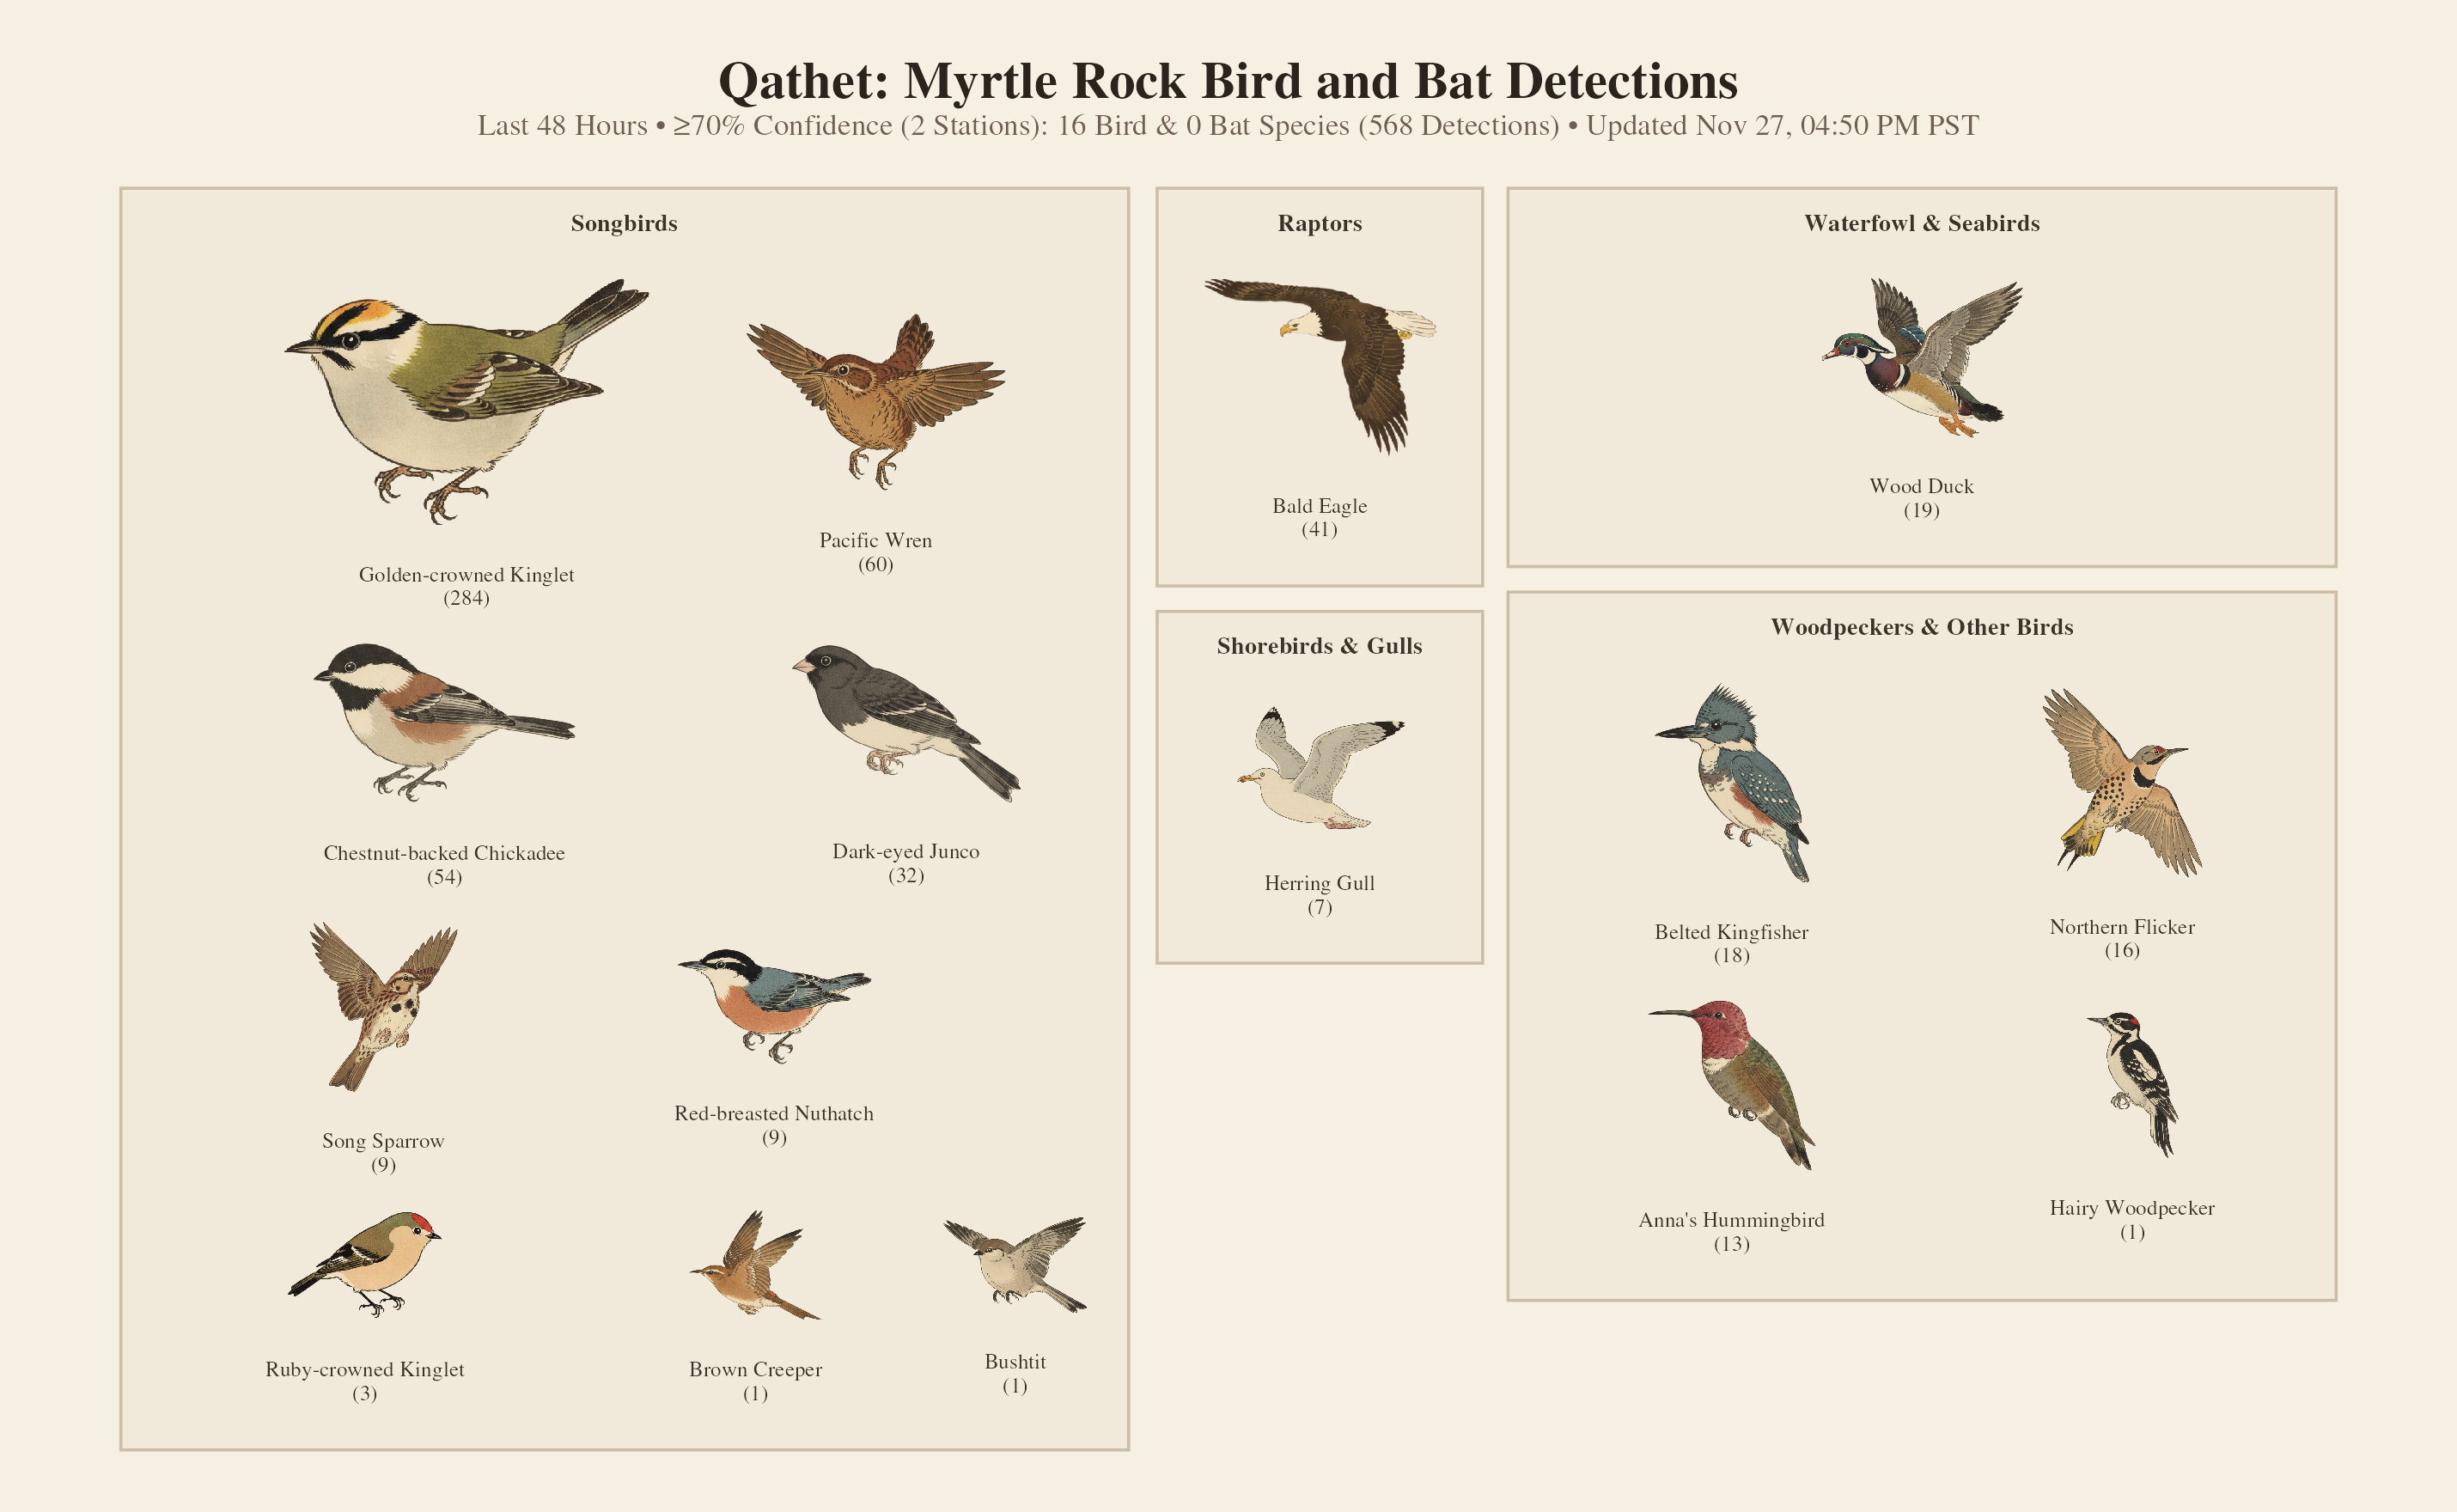 Qathet: Myrtle Rock Bird and Bat Detections
Last 48 Hours • ≥70% Confidence (2 Stations): 16 Bird & 0 Bat Species (568 Detections) • Updated Nov 27, 04:50 PM PST
Songbirds
Golden-crowned Kinglet
(284)
Pacific Wren
(60)
Chestnut-backed Chickadee
(54)
Dark-eyed Junco
(32)
Song Sparrow
(9)
Red-breasted Nuthatch
(9)
Ruby-crowned Kinglet
(3)
Brown Creeper
(1)
Bushtit
(1)
Raptors
Bald Eagle
(41)
Shorebirds & Gulls
Herring Gull
(7)
Waterfowl & Seabirds
Wood Duck
(19)
Woodpeckers & Other Birds
Belted Kingfisher
(18)
Northern Flicker
(16)
Anna's Hummingbird
(13)
Hairy Woodpecker
(1)